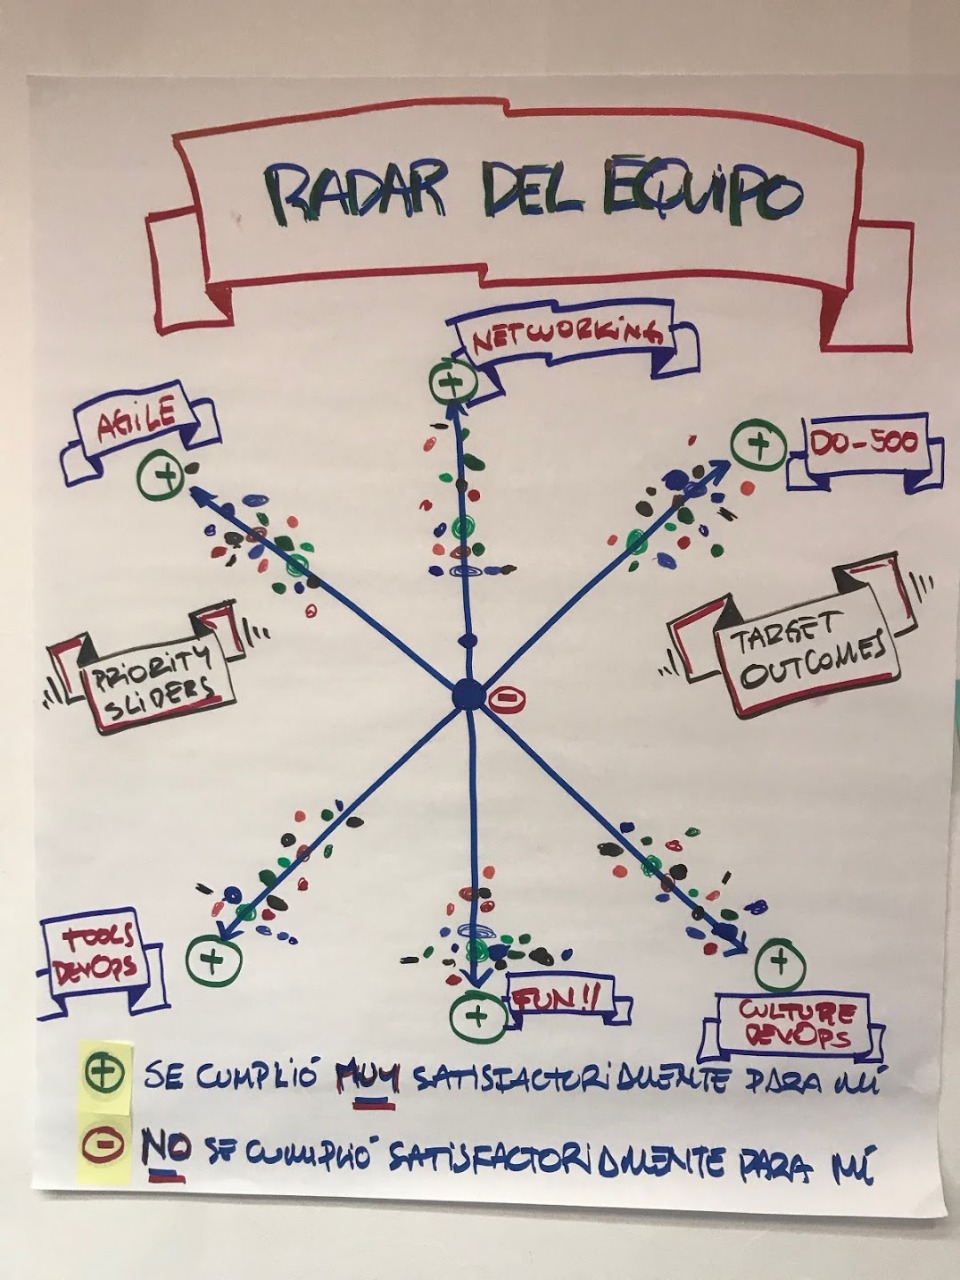 RADAR DEL EQUIPO
NETWORKING
AGILE
+
+
DO-500
+
PRIORITY
SLIDERS
TARGET
OUTCOMES
-
TOOLS
DEVOPS
+
FUN!!
+
+
CULTURE
DEVOPS
+ SE CUMPLIÓ MUY SATISFACTORIAMENTE PARA MÍ
- NO SE CUMPLIÓ SATISFACTORIAMENTE PARA MÍ